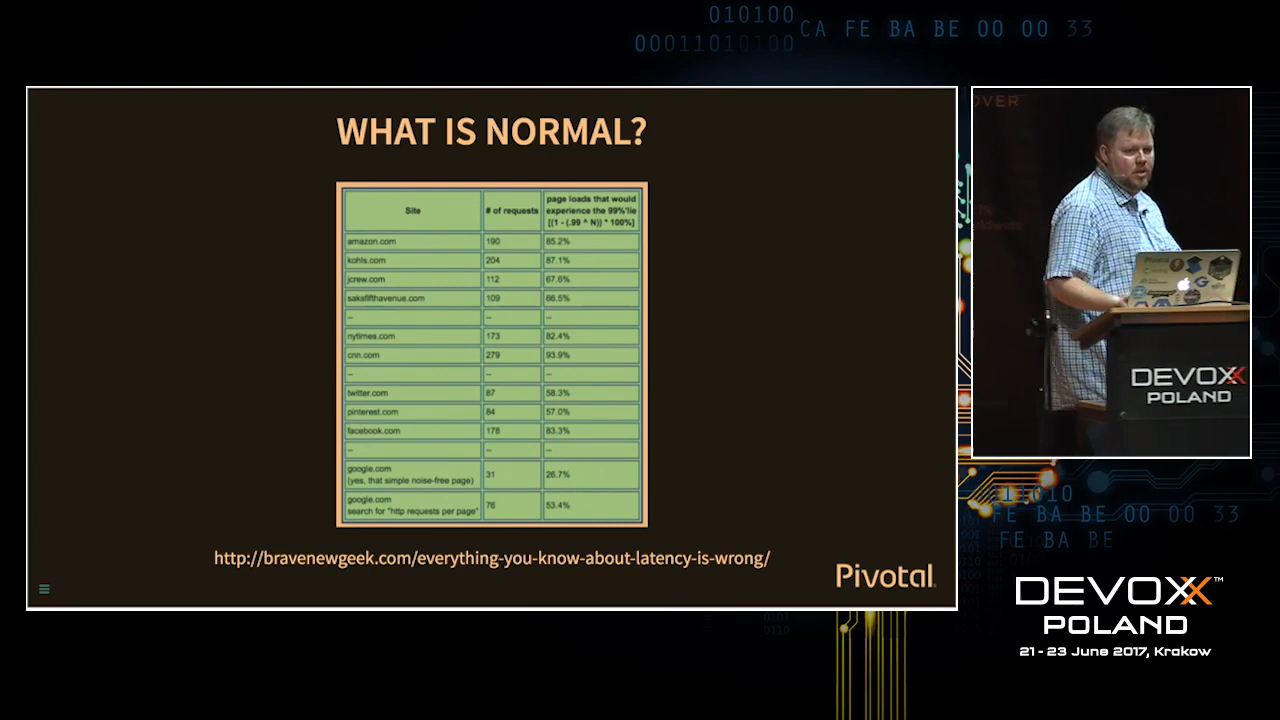 010100
00011010100
CA FE BA BE 00 00 33
WHAT IS NORMAL?
Site
# of requests
page loads that would
experience the 99%'lie
[(1 - (.99 ^ N)) * 100%]
amazon.com 190 85.2%
kohls.com 204 87.1%
jcrew.com 112 67.6%
saksfifthavenue.com 109 66.5%
-- -- --
nytimes.com 173 82.4%
cnn.com 279 93.9%
-- -- --
twitter.com 87 58.3%
pinterest.com 84 57.0%
facebook.com 178 83.3%
-- -- --
google.com
(yes, that simple noise-free page) 31 26.7%
google.com
search for "http requests per page" 76 53.4%
http://bravenewgeek.com/everything-you-know-about-latency-is-wrong/
Pivotal
OVER
Pivotal
DEVOXX
POLAND
011010
FE BA BE 00 00 33
FE BA BE
DEVOXX™
POLAND
21 - 23 June 2017, Krakow